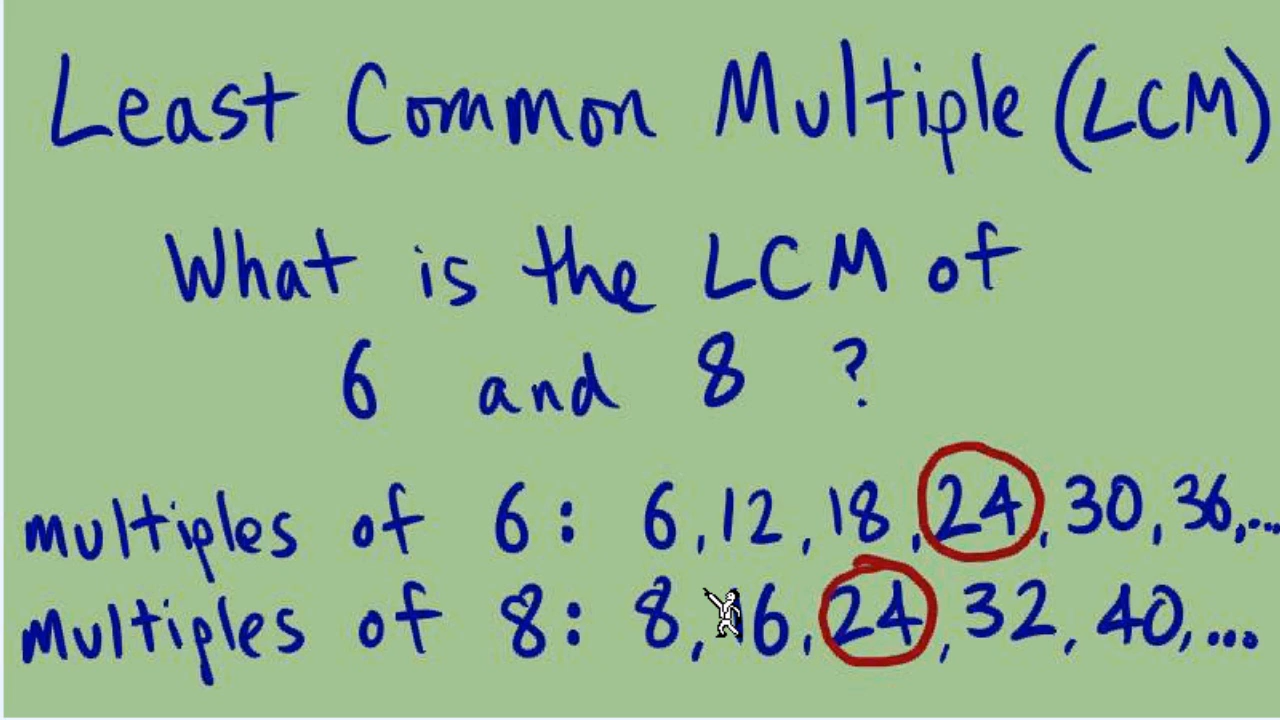 Least Common Multiple (LCM)
What is the LCM of
6 and 8 ?
multiples of 6: 6, 12, 18, 24, 30, 36, ...
multiples of 8: 8, 16, 24, 32, 40, ...